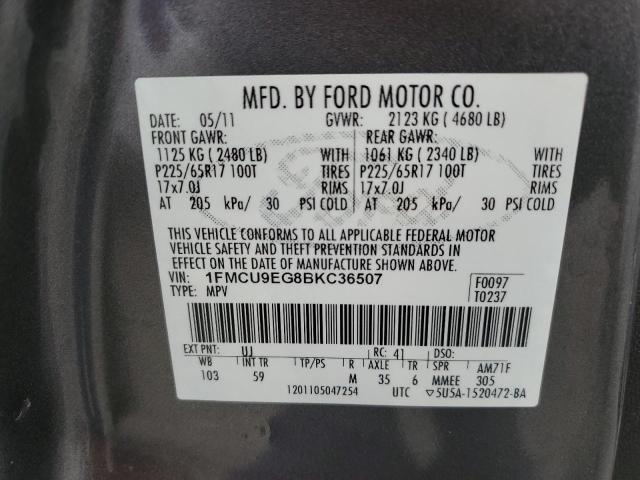 MFD. BY FORD MOTOR CO.
DATE: 05/11 GVWR: 2123 KG ( 4680 LB)
FRONT GAWR: REAR GAWR:
1125 KG ( 2480 LB) WITH 1061 KG ( 2340 LB) WITH
P225/65R17 100T TIRES P225/65R17 100T TIRES
17x7.0J RIMS 17x7.0J RIMS
AT 205 kPa/ 30 PSI COLD AT 205 kPa/ 30 PSI COLD
THIS VEHICLE CONFORMS TO ALL APPLICABLE FEDERAL MOTOR
VEHICLE SAFETY AND THEFT PREVENTION STANDARDS IN
EFFECT ON THE DATE OF MANUFACTURE SHOWN ABOVE.
VIN: 1FMCU9EG8BKC36507 F0097
TYPE: MPV T0237
EXT PNT: UJ RC: 41 DSO:
WB INT TR TP/PS R AXLE TR SPR AM71F
103 59 M 35 6 MMEE 305
1201105047254 UTC ▽5U5A-1520472-BA